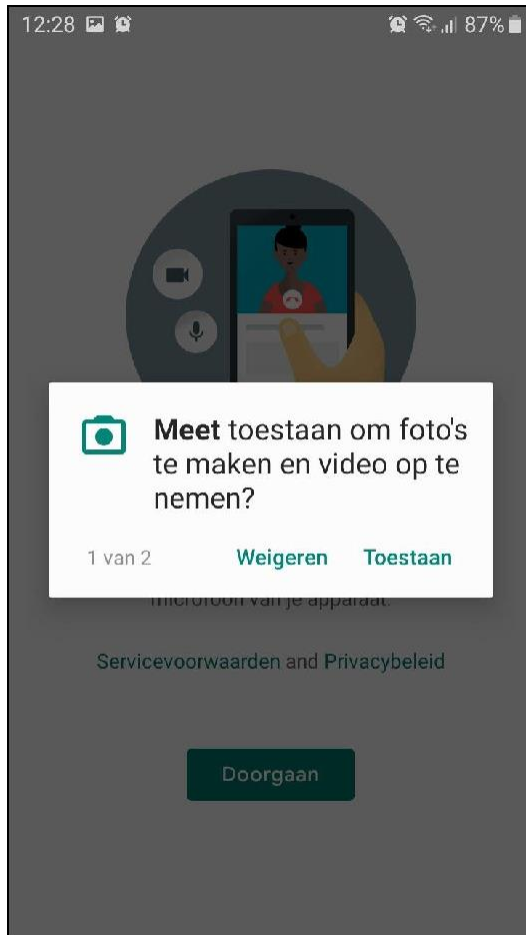 12:28
87%
Meet toestaan om foto's
te maken en video op te
nemen?
1 van 2
Weigeren
Toestaan
microfoon van je apparaat.
Servicevoorwaarden and Privacybeleid
Doorgaan